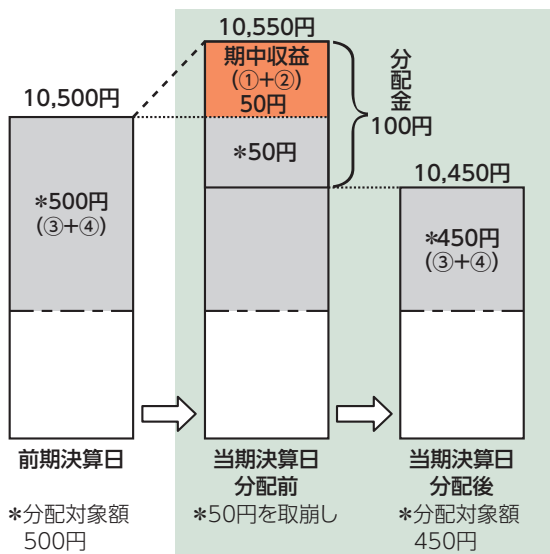 10,500円
*500円
(③+④)
前期決算日
*分配対象額
500円
10,550円
期中収益
(①+②)
50円
*50円
分配金
100円
当期決算日
分配前
*50円を取崩し
10,450円
*450円
(③+④)
当期決算日
分配後
*分配対象額
450円